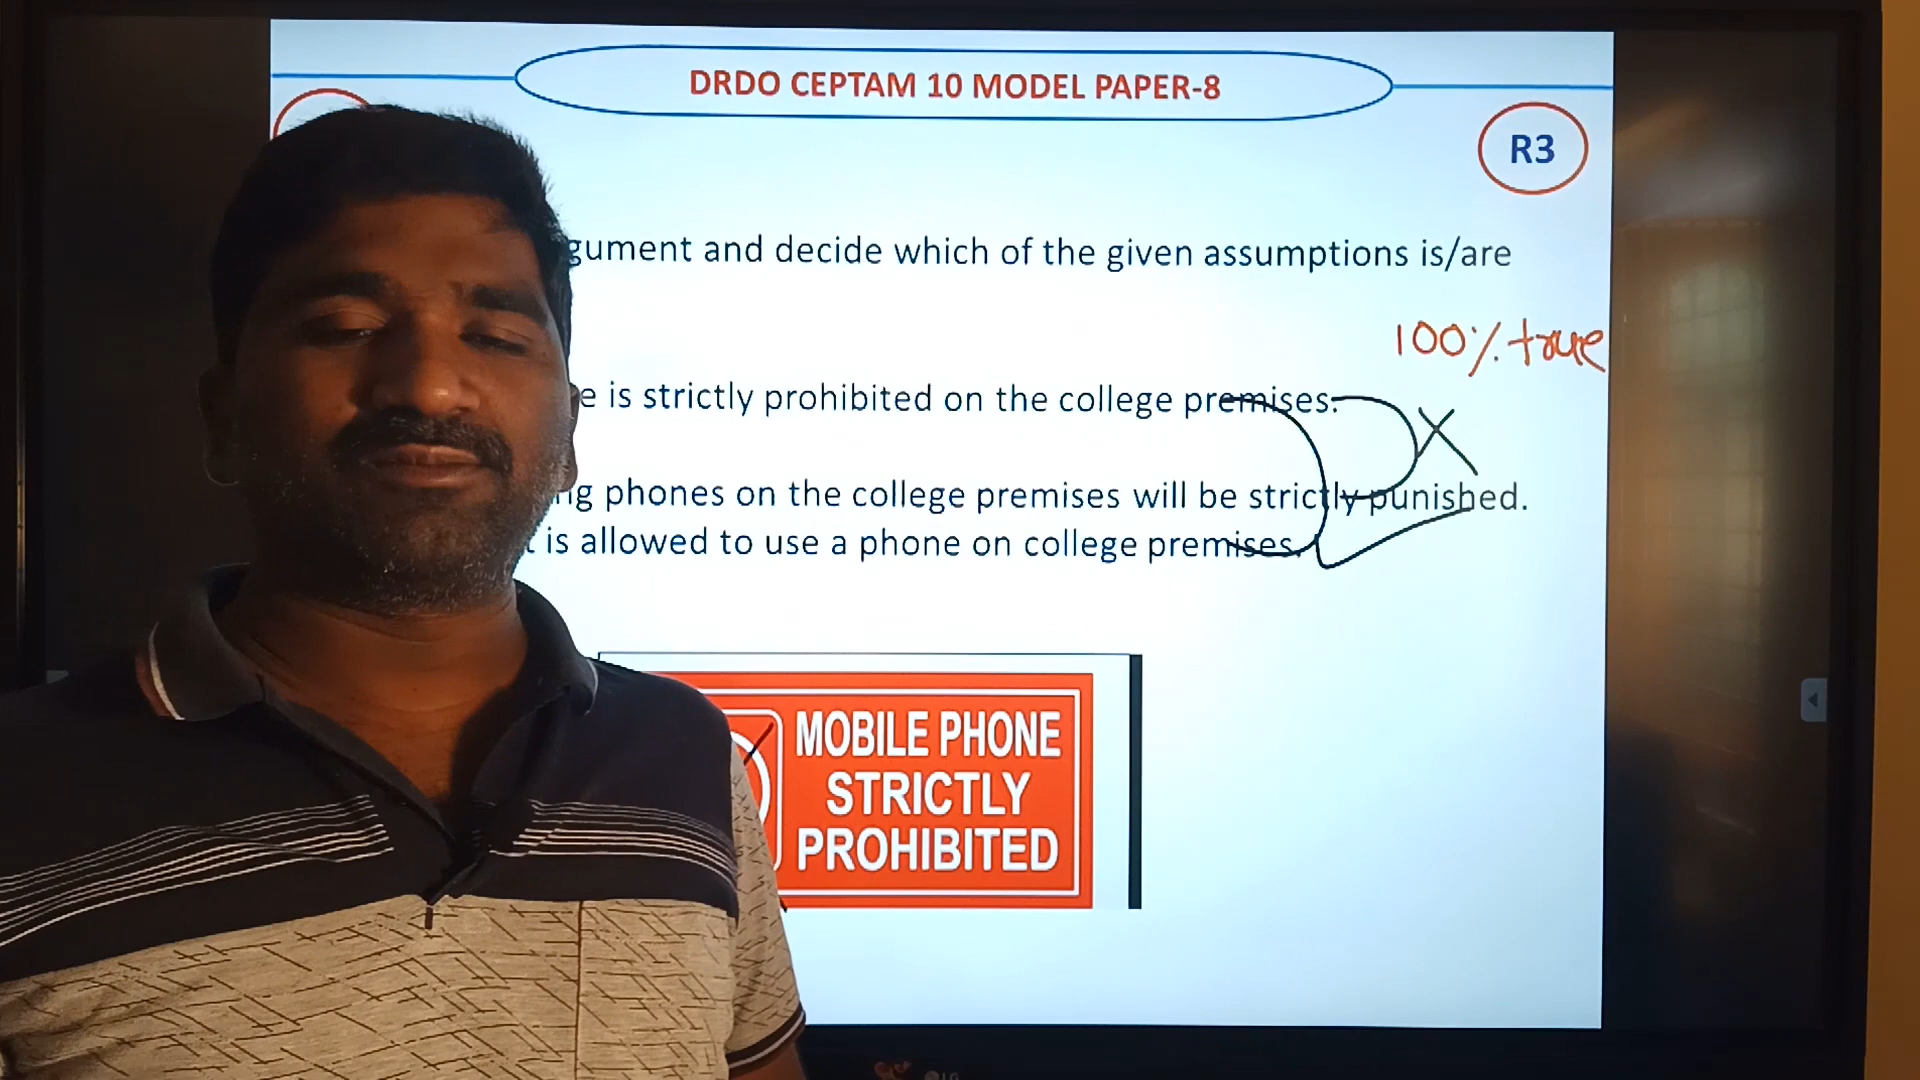 DRDO CEPTAM 10 MODEL PAPER-8
R3
gument and decide which of the given assumptions is/are
100% true
e is strictly prohibited on the college premises.
ng phones on the college premises will be strictly punished.
is allowed to use a phone on college premises.
MOBILE PHONE
STRICTLY
PROHIBITED
LG